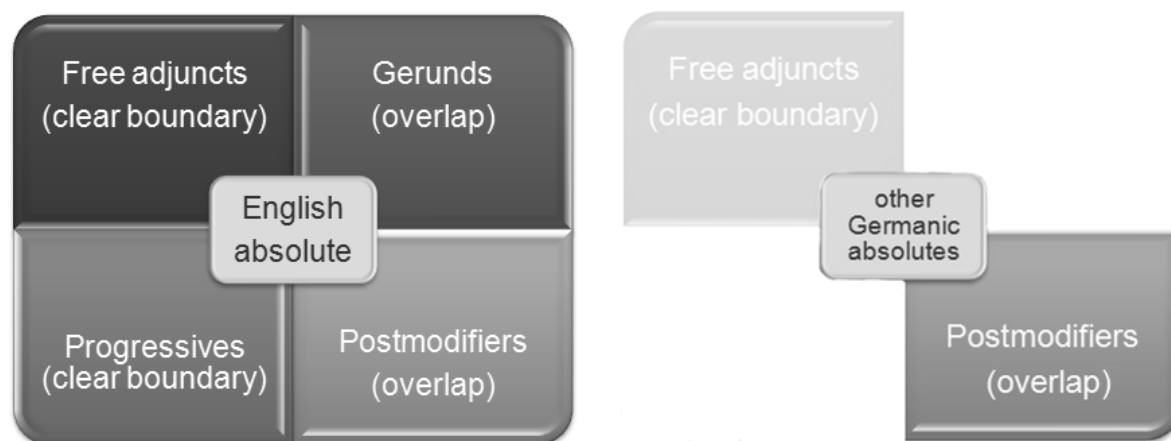 Free adjuncts
(clear boundary)
Gerunds
(overlap)
English
absolute
Progressives
(clear boundary)
Postmodifiers
(overlap)
Free adjuncts
(clear boundary)
other
Germanic
absolutes
Postmodifiers
(overlap)